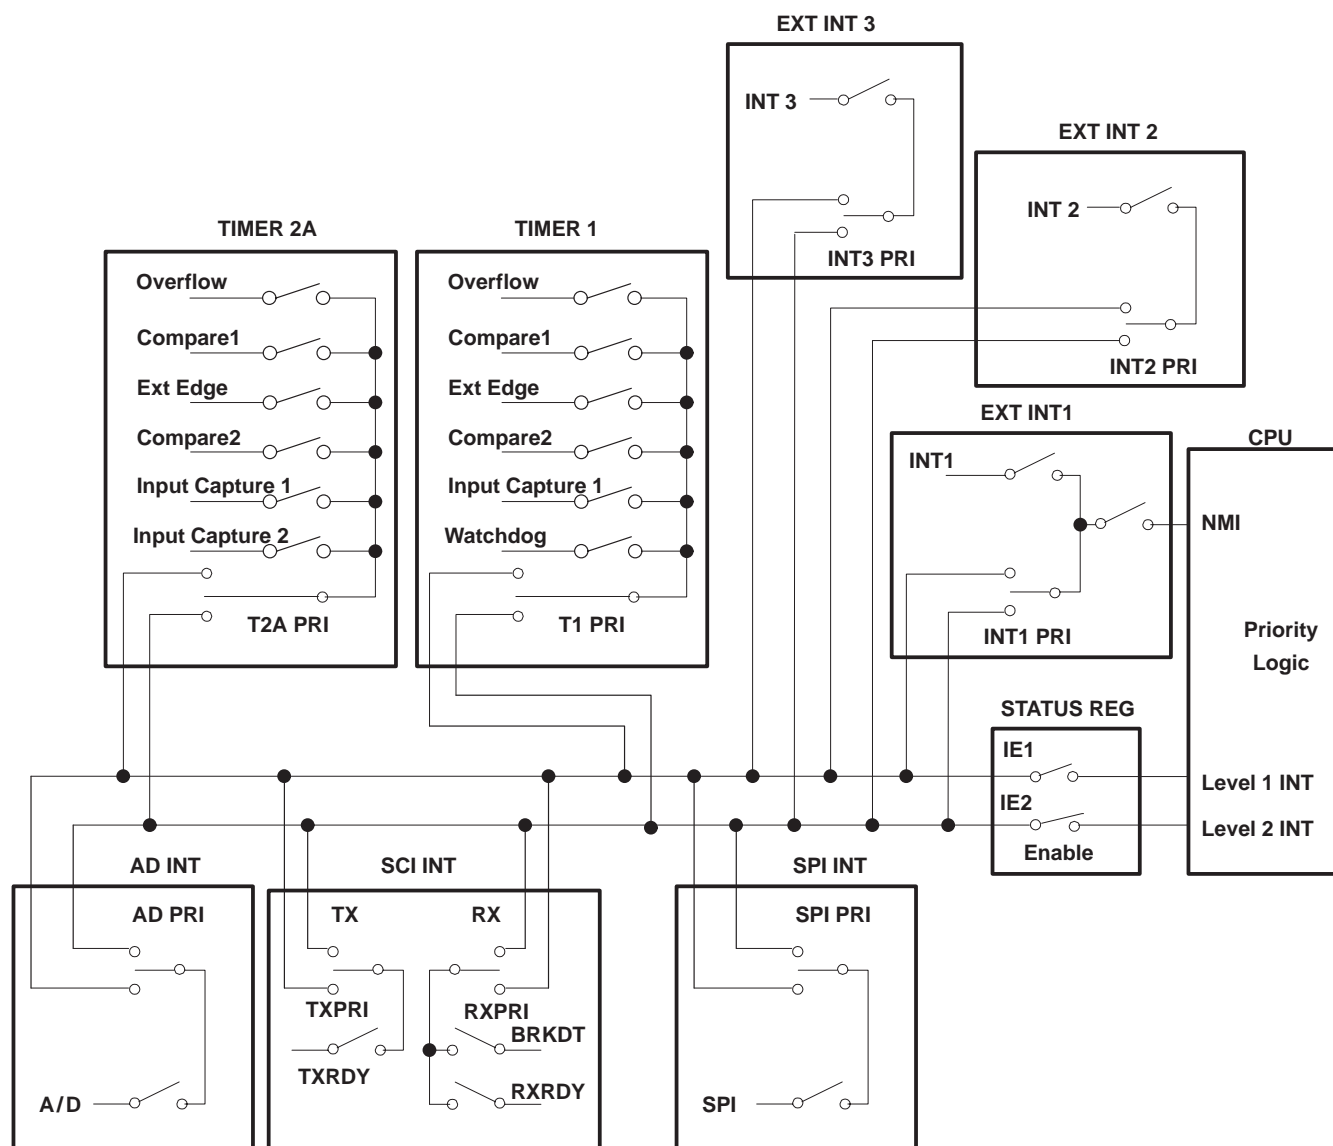 EXT INT 3
INT 3
INT3 PRI
EXT INT 2
INT 2
INT2 PRI
TIMER 2A
Overflow
Compare1
Ext Edge
Compare2
Input Capture 1
Input Capture 2
T2A PRI
TIMER 1
Overflow
Compare1
Ext Edge
Compare2
Input Capture 1
Watchdog
T1 PRI
EXT INT1
INT1
INT1 PRI
CPU
NMI
Priority
Logic
Level 1 INT
Level 2 INT
STATUS REG
IE1
IE2
Enable
AD INT
AD PRI
A/D
SCI INT
TX
RX
TXPRI
RXPRI
BRKDT
TXRDY
RXRDY
SPI INT
SPI PRI
SPI